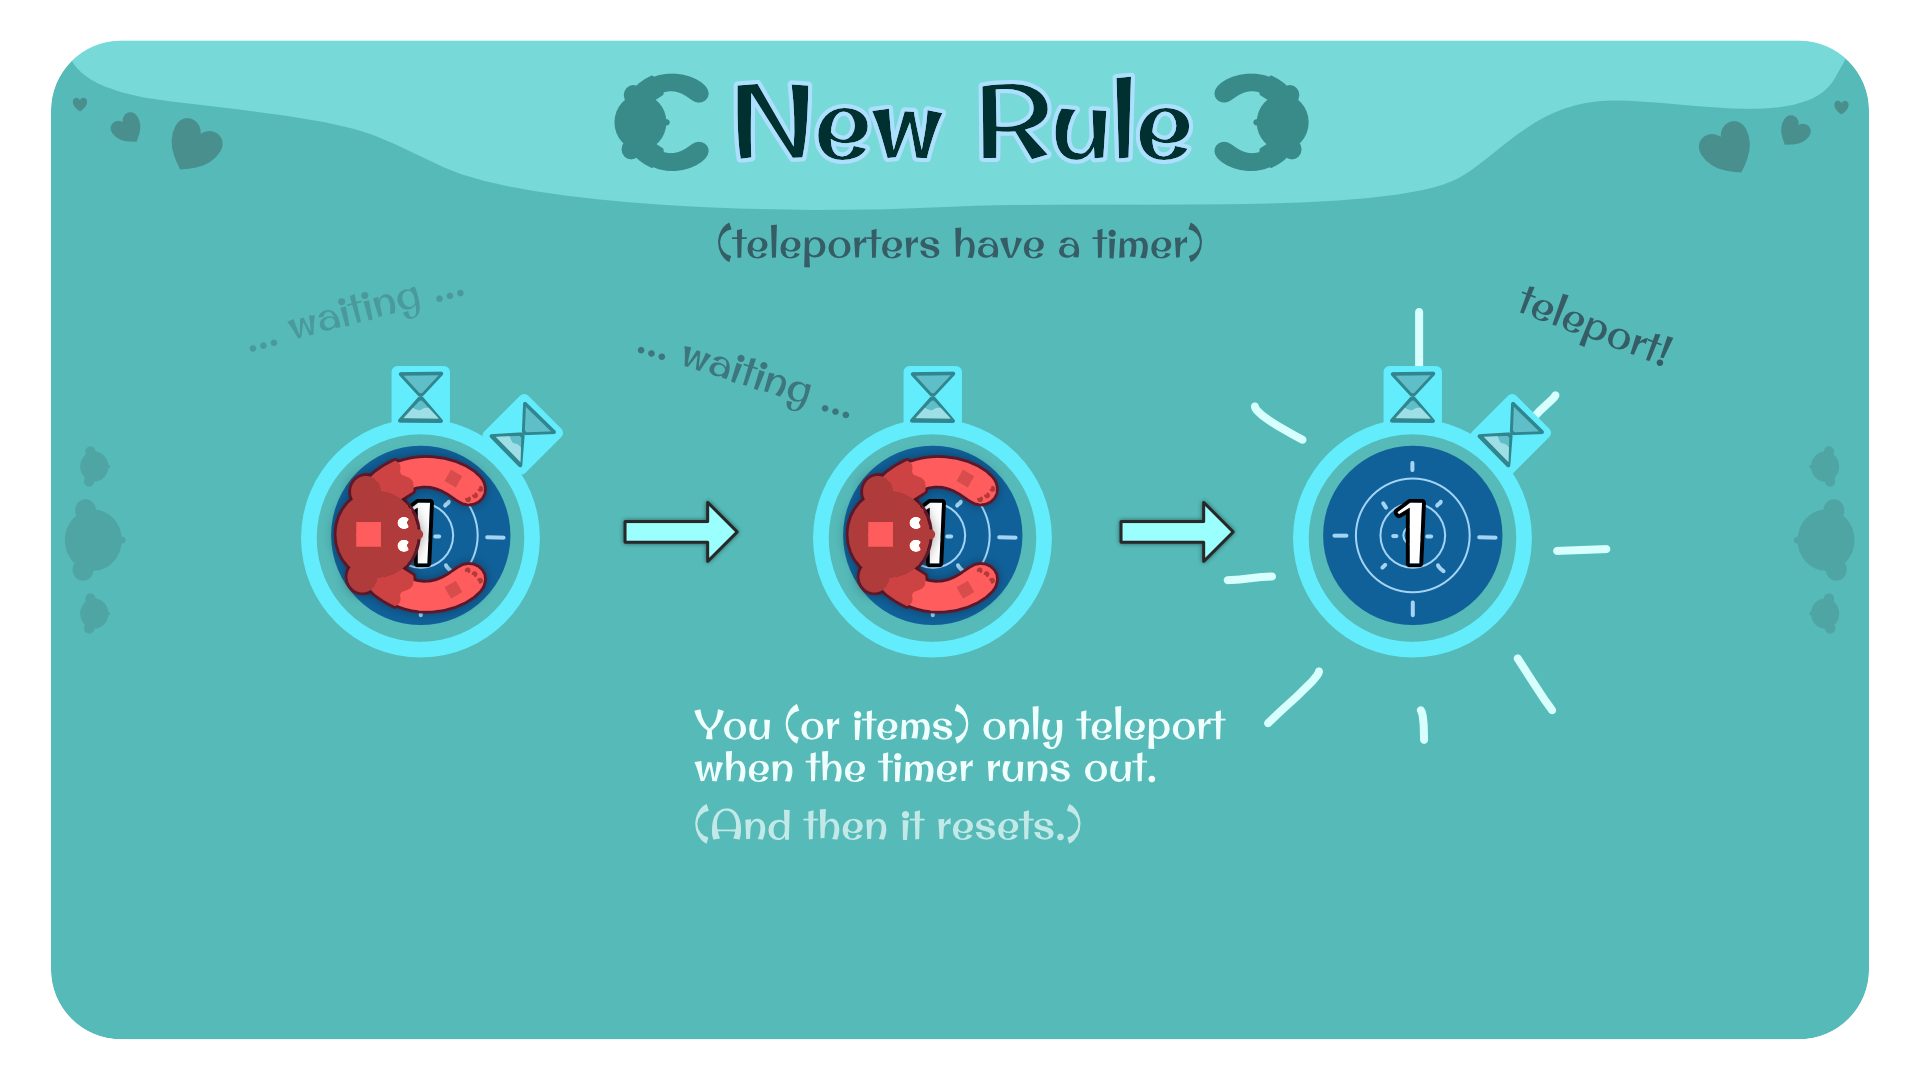 New Rule
(teleporters have a timer)
... waiting ...
... waiting ...
teleport!
1
1
1
You (or items) only teleport
when the timer runs out.
(And then it resets.)